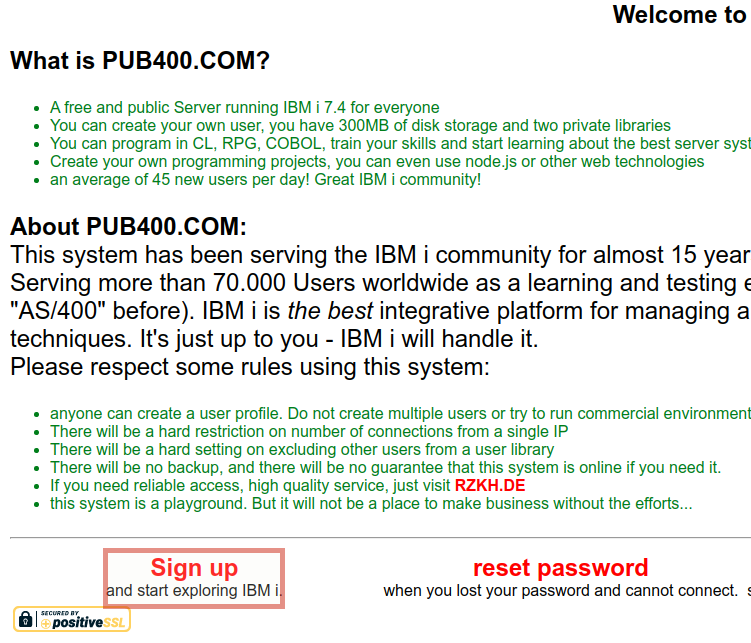 Welcome to
What is PUB400.COM?
A free and public Server running IBM i 7.4 for everyone
You can create your own user, you have 300MB of disk storage and two private libraries
You can program in CL, RPG, COBOL, train your skills and start learning about the best server syst
Create your own programming projects, you can even use node.js or other web technologies
an average of 45 new users per day! Great IBM i community!
About PUB400.COM:
This system has been serving the IBM i community for almost 15 year
Serving more than 70.000 Users worldwide as a learning and testing e
"AS/400" before). IBM i is the best integrative platform for managing a
techniques. It's just up to you - IBM i will handle it.
Please respect some rules using this system:
anyone can create a user profile. Do not create multiple users or try to run commercial environment
There will be a hard restriction on number of connections from a single IP
There will be a hard setting on excluding other users from a user library
There will be no backup, and there will be no guarantee that this system is online if you need it.
If you need reliable access, high quality service, just visit RZKH.DE
this system is a playground. But it will not be a place to make business without the efforts...
Sign up
and start exploring IBM i.
reset password
when you lost your password and cannot connect. s
SECURED BY
positiveSSL